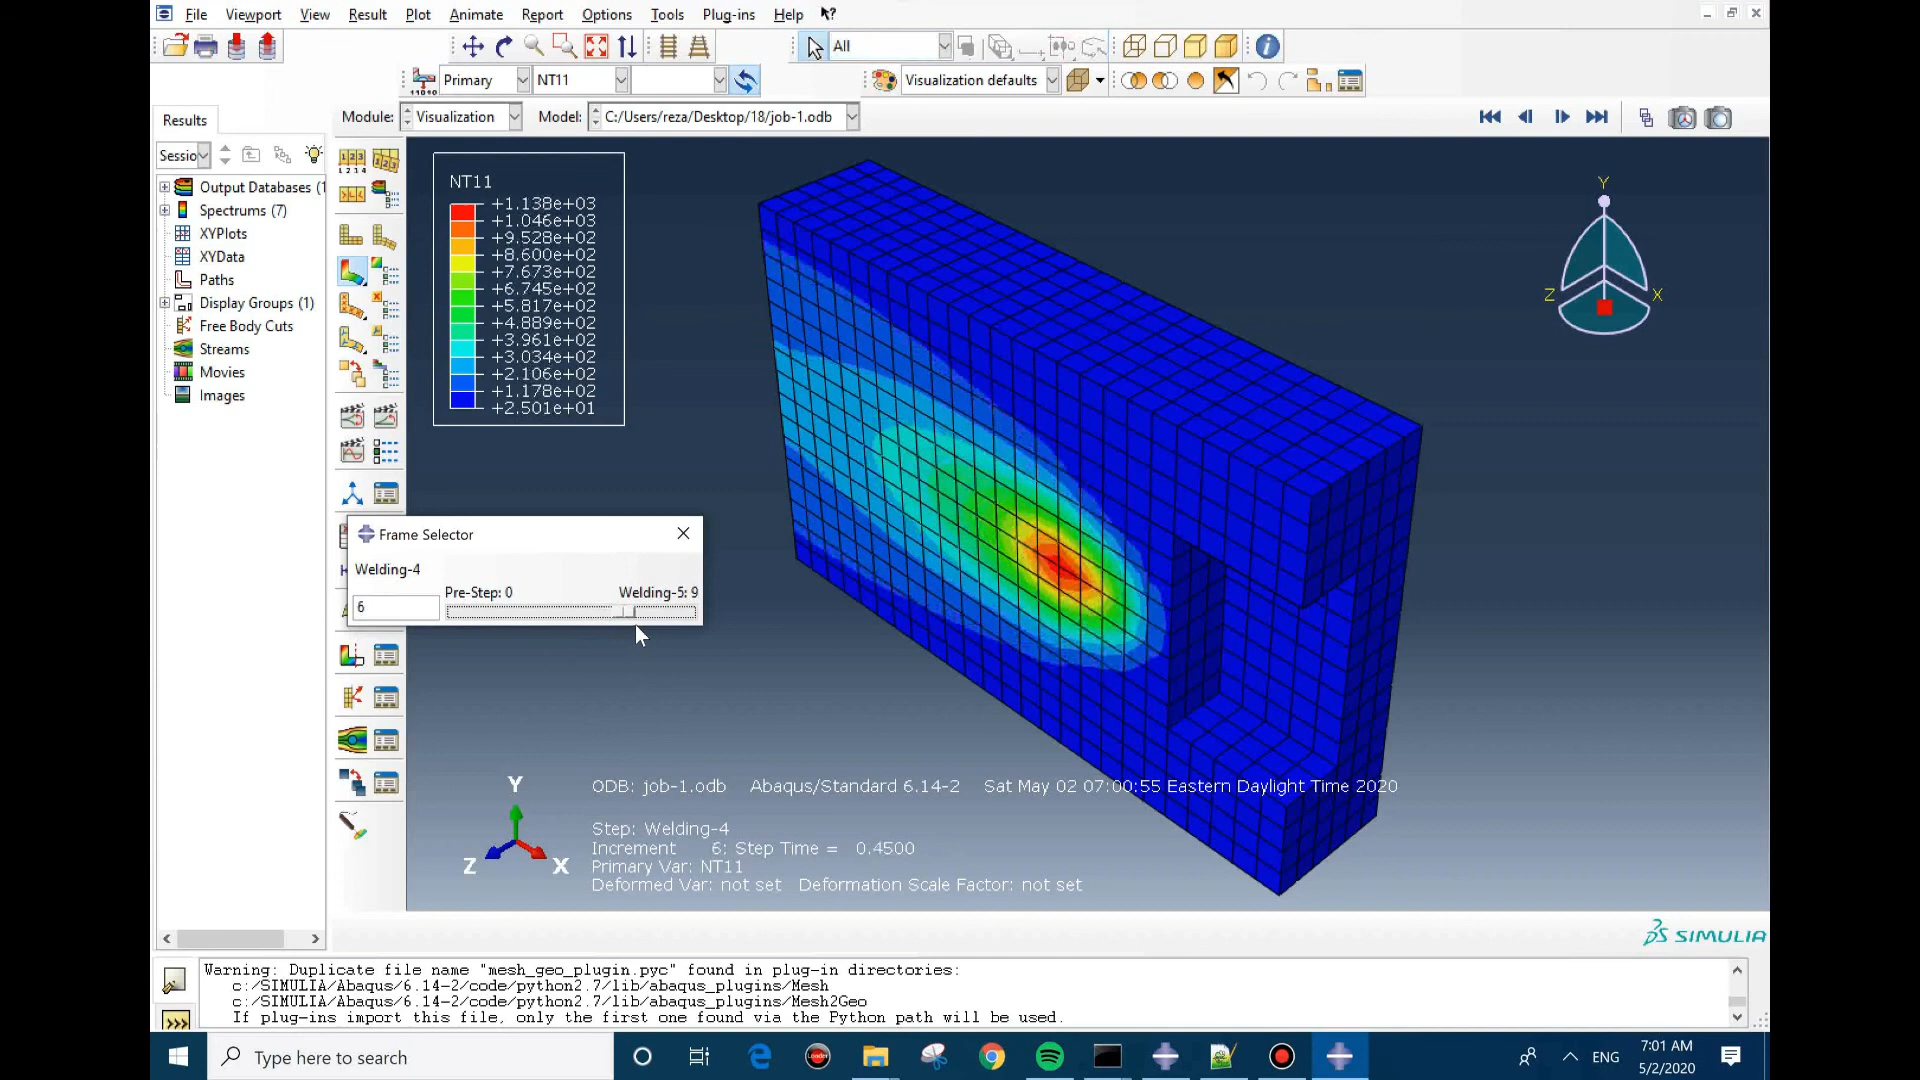 File Viewport View Result Plot Animate Report Options Tools Plug-ins Help
All
Primary NT11 Visualization defaults
Results
Module: Visualization Model: C:/Users/reza/Desktop/18/job-1.odb
Sessio
Output Databases (1
Spectrums (7)
XYPlots
XYData
Paths
Display Groups (1)
Free Body Cuts
Streams
Movies
Images
NT11
+1.138e+03
+1.046e+03
+9.528e+02
+8.600e+02
+7.673e+02
+6.745e+02
+5.817e+02
+4.889e+02
+3.961e+02
+3.034e+02
+2.106e+02
+1.178e+02
+2.501e+01
Y
Z X
Frame Selector
Welding-4
Pre-Step: 0 Welding-5: 9
6
Y
Z X
ODB: job-1.odb Abaqus/Standard 6.14-2 Sat May 02 07:00:55 Eastern Daylight Time 2020
Step: Welding-4
Increment 6: Step Time = 0.4500
Primary Var: NT11
Deformed Var: not set Deformation Scale Factor: not set
SIMULIA
Warning: Duplicate file name "mesh_geo_plugin.pyc" found in plug-in directories:
c:/SIMULIA/Abaqus/6.14-2/code/python2.7/lib/abaqus_plugins/Mesh
c:/SIMULIA/Abaqus/6.14-2/code/python2.7/lib/abaqus_plugins/Mesh2Geo
If plug-ins import this file, only the first one found via the Python path will be used.
>>>
Type here to search
ENG
7:01 AM
5/2/2020